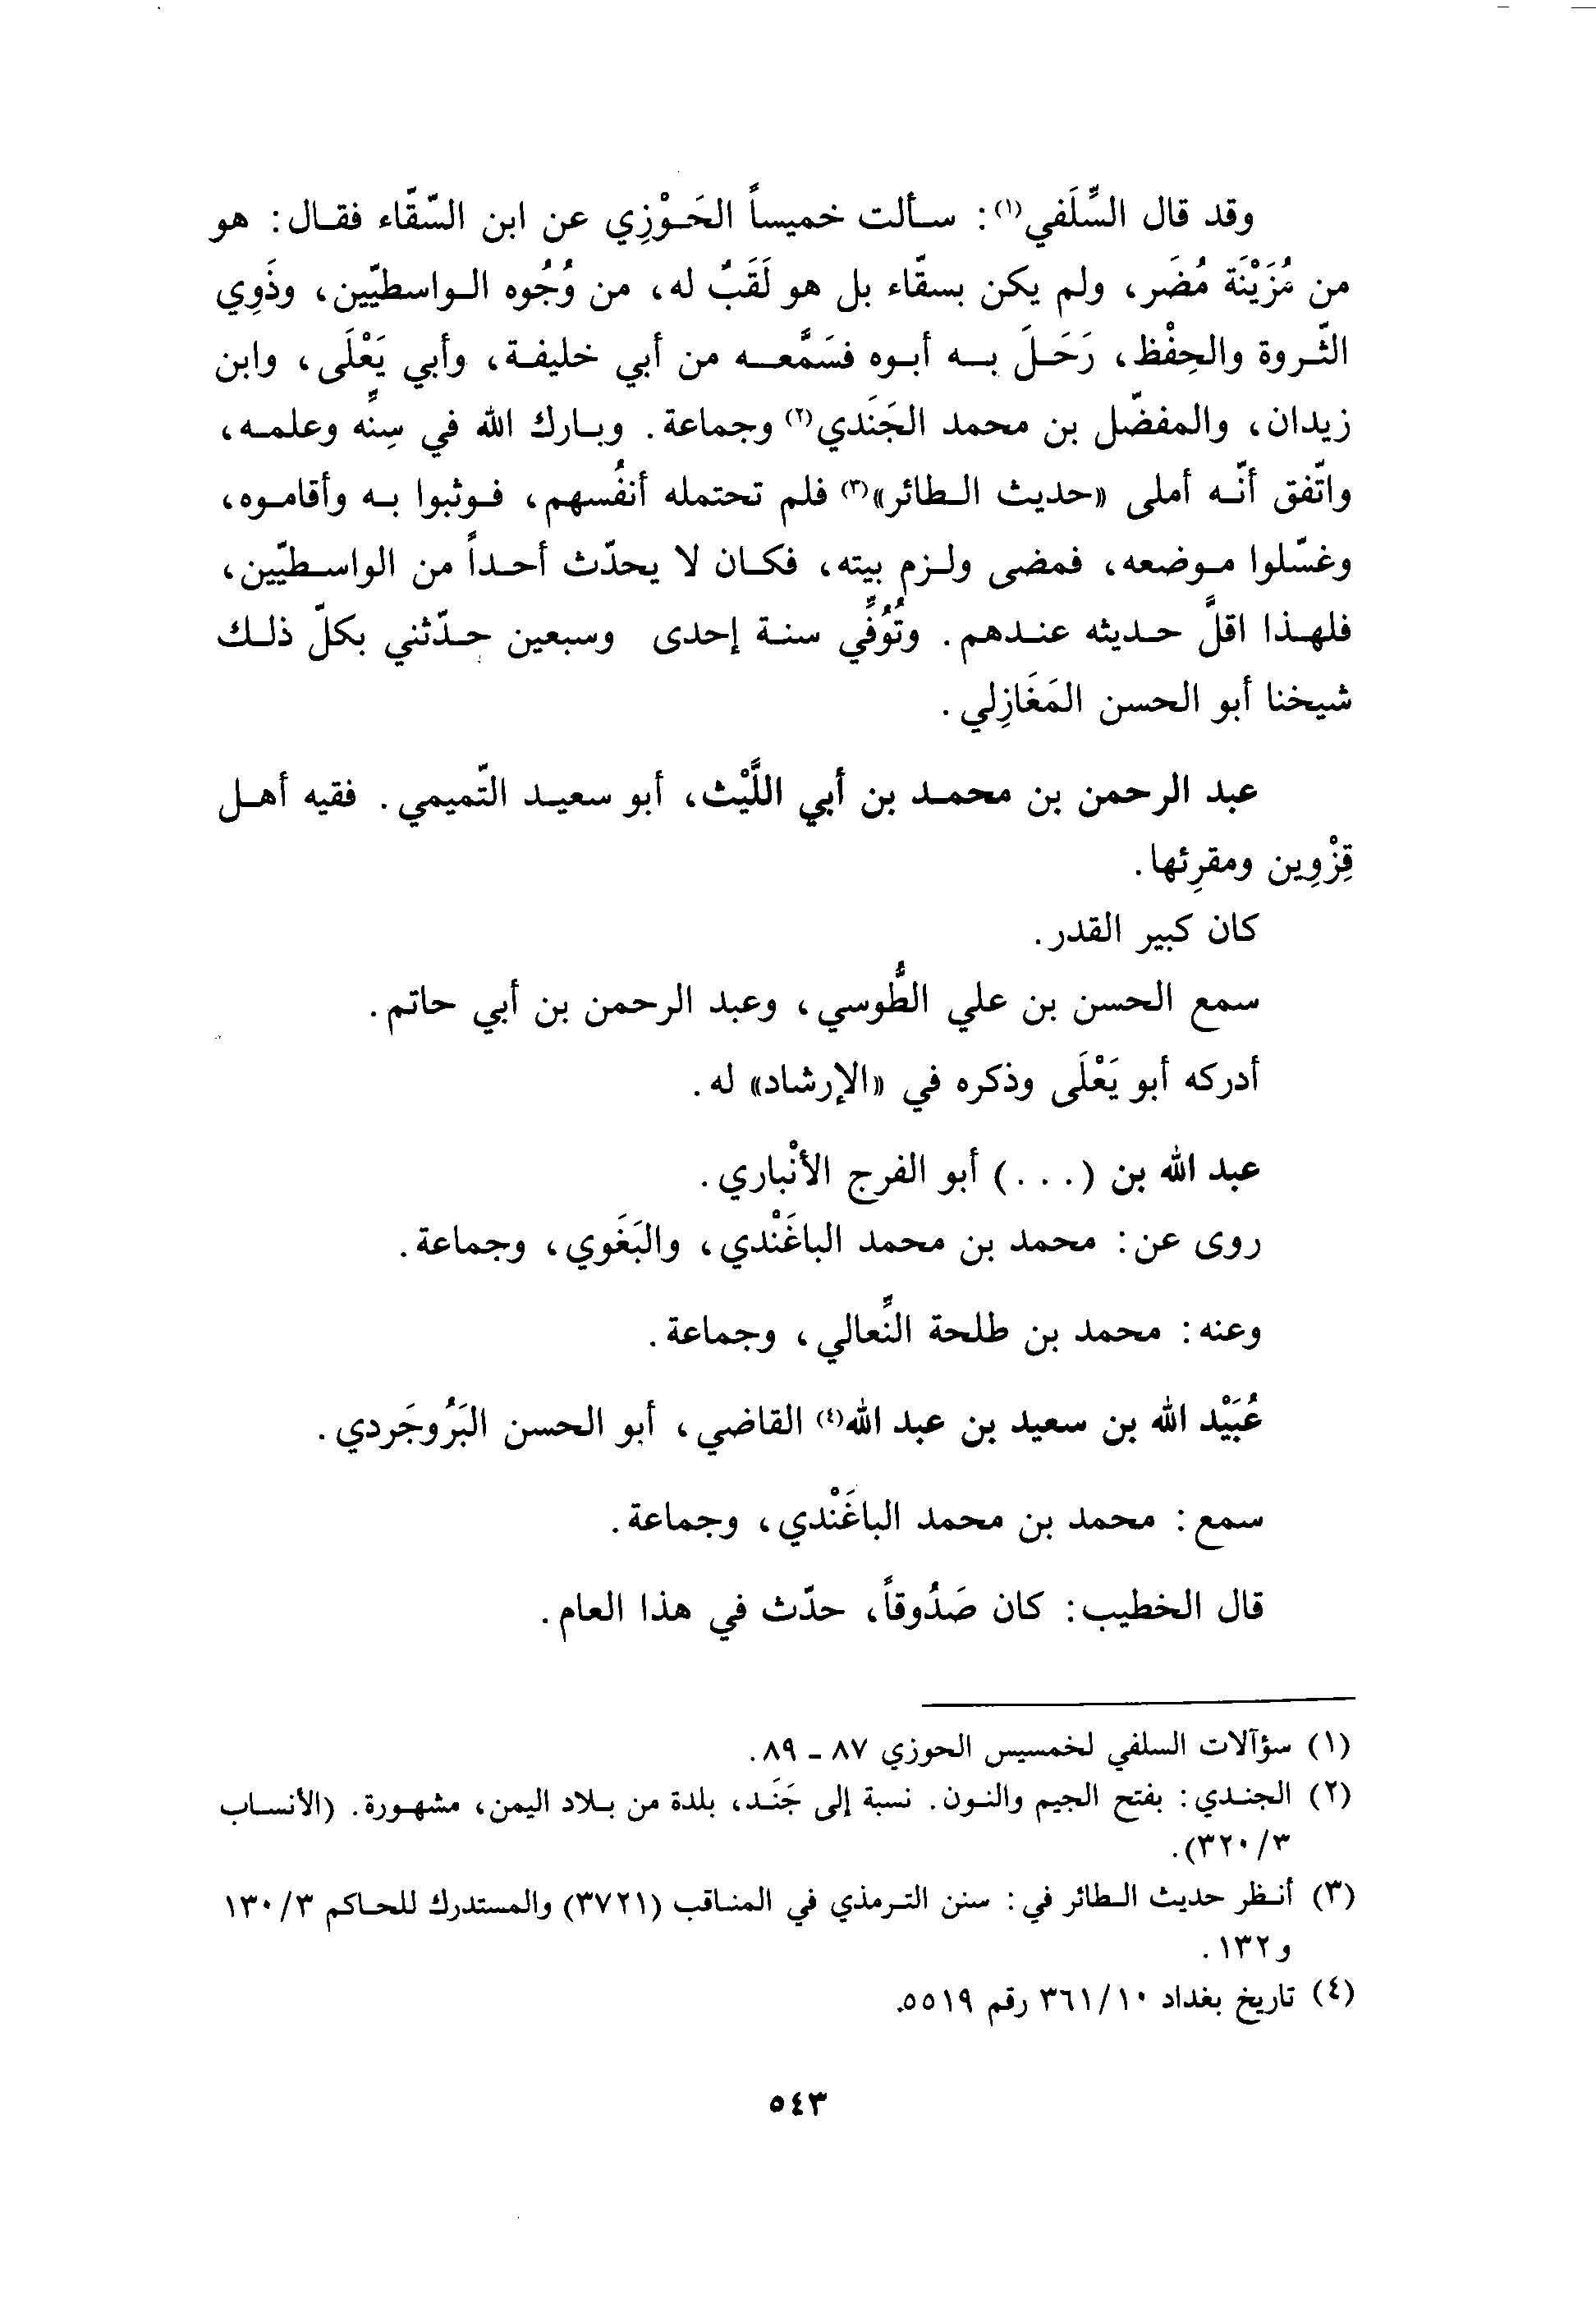 وقد قال السِّلَفي(١): سألت خميساً الحَوْزِي عن ابن السّقّاء فقال: هو
من مُزَيْنَة مُضَر، ولم يكن بسقّاء بل هو لَقَبٌ له، من وُجُوه الواسطيّين، وذَوِي
الثّروة والحِفْظ، رَحَلَ به أبوه فسَمَّعه من أبي خليفة، وأبي يَعْلَى، وابن
زيدان، والمفضّل بن محمد الجَنَدي(٢) وجماعة. وبارك الله في سِنِّه وعلمه،
واتّفق أنّه أملى «حديث الطائر»(٣) فلم تحتمله أنفُسهم، فوثبوا به وأقاموه،
وغسّلوا موضعه، فمضى ولزم بيته، فكان لا يحدّث أحداً من الواسطيّين،
فلهذا اقلَّ حديثه عندهم. وتُوُفِّي سنة إحدى وسبعين حدّثني بكلّ ذلك
شيخنا أبو الحسن المَغَازِلي.
عبد الرحمن بن محمد بن أبي اللَّيْث، أبو سعيد التّميمي. فقيه أهل
قِزْوِين ومقرِئها.
كان كبير القدر.
سمع الحسن بن علي الطُّوسي، وعبد الرحمن بن أبي حاتم.
أدركه أبو يَعْلَى وذكره في «الإرشاد» له.
عبد الله بن (...) أبو الفرج الأنْباري.
روى عن: محمد بن محمد الباغَنْدي، والبَغَوي، وجماعة.
وعنه: محمد بن طلحة النِّعالي، وجماعة.
عُبَيْد الله بن سعيد بن عبد الله(٤) القاضي، أبو الحسن البَرُوجَردي.
سمع: محمد بن محمد الباغَنْدي، وجماعة.
قال الخطيب: كان صَدُوقاً، حدّث في هذا العام.
(١) سؤآلات السلفي لخمسيس الحوزي ٨٧ - ٨٩.
(٢) الجندي: بفتح الجيم والنون. نسبة إلى جَنَد، بلدة من بلاد اليمن، مشهورة. (الأنساب
٣/ ٣٢٠).
(٣) أنظر حديث الطائر في: سنن الترمذي في المناقب (٣٧٢١) والمستدرك للحاكم ٣/ ١٣٠
و١٣٢.
(٤) تاريخ بغداد ١٠/ ٣٦١ رقم ٥٥١٩.
٥٤٣